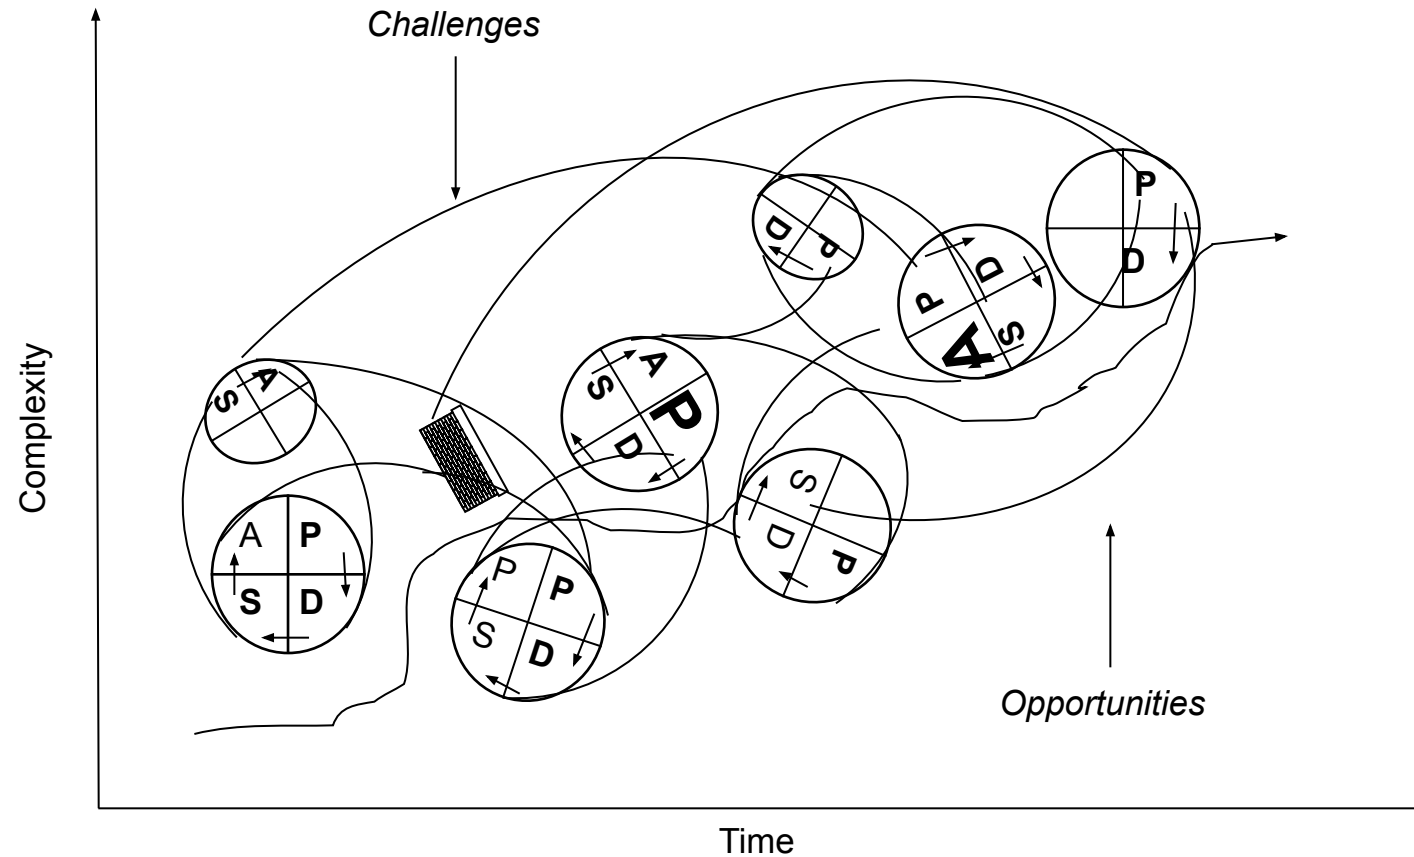 Challenges
Complexity
A P
S D
S A
P P
S D
S A
D P
D P
S
D P
P D
A S
P
D
Opportunities
Time